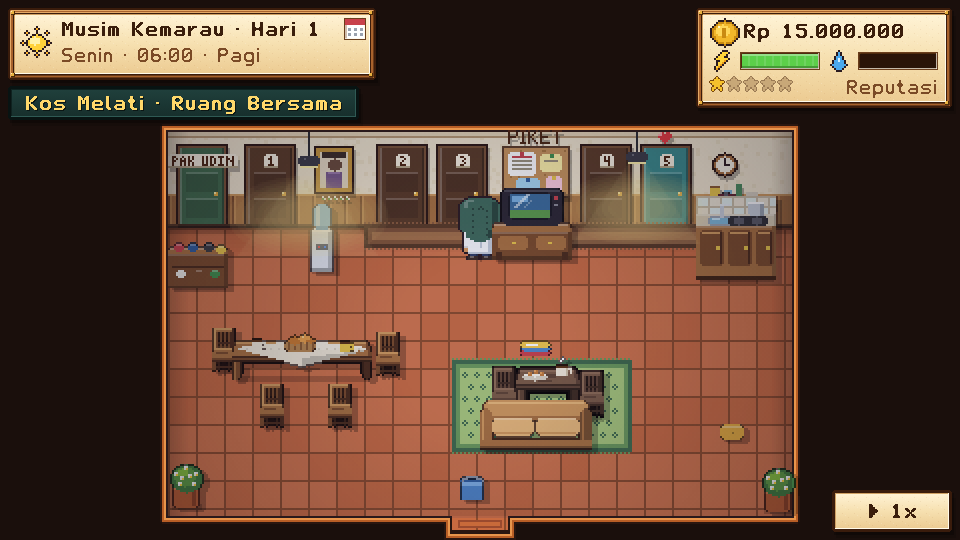 Musim Kemarau · Hari 1
Senin · 06:00 · Pagi
Rp 15.000.000
Reputasi
Kos Melati · Ruang Bersama
PIKET
PAK UDIN
1
2
3
4
5
1x